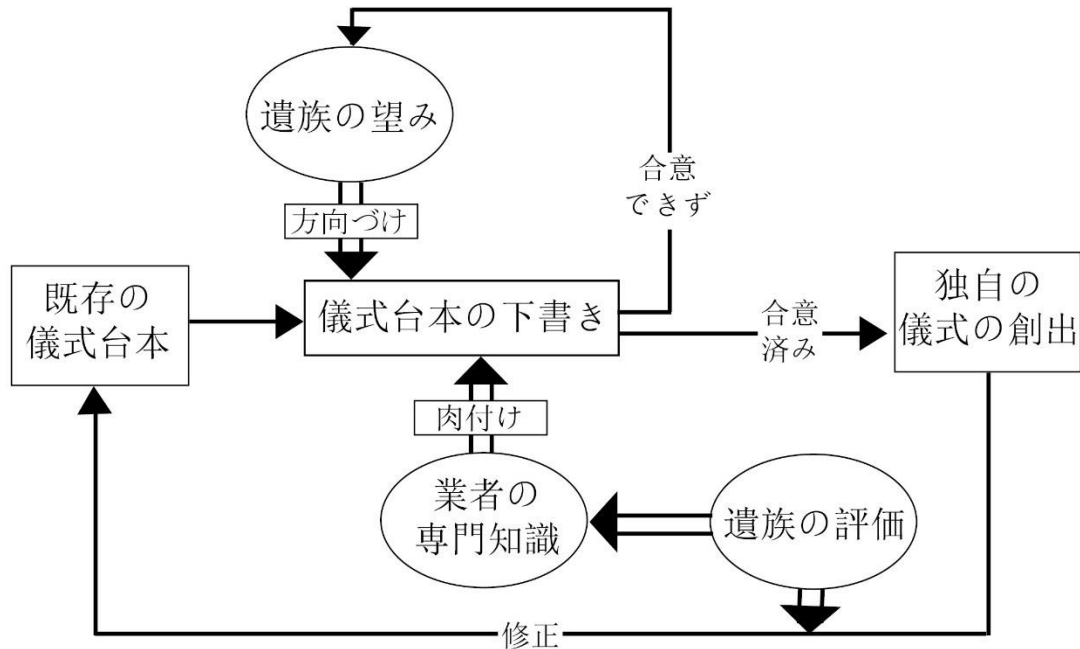 遺族の望み
合意
できず
方向づけ
既存の
儀式台本
儀式台本の下書き
合意
済み
独自の
儀式の創出
肉付け
業者の
専門知識
遺族の評価
修正